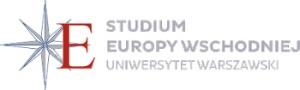 E
STUDIUM
EUROPY WSCHODNIEJ
UNIWERSYTET WARSZAWSKI